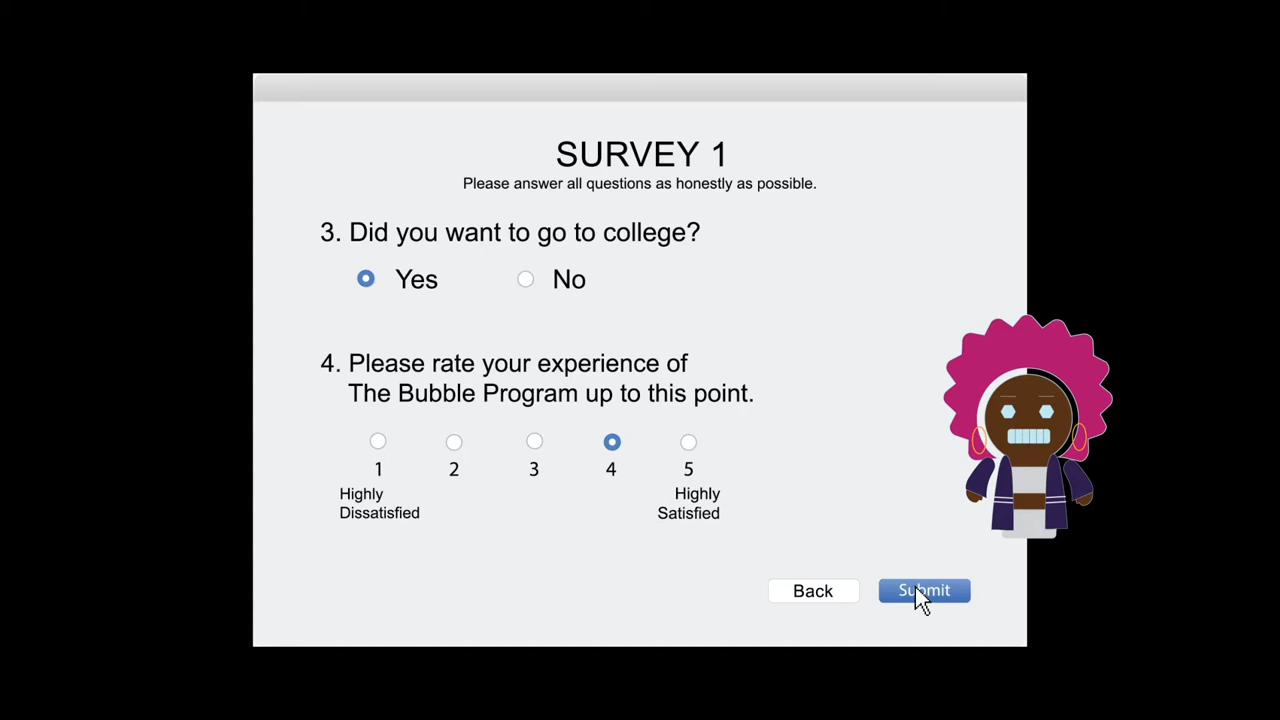 SURVEY 1
Please answer all questions as honestly as possible.
3. Did you want to go to college?
Yes No
4. Please rate your experience of
The Bubble Program up to this point.
1 2 3 4 5
Highly Highly
Dissatisfied Satisfied
Back Submit